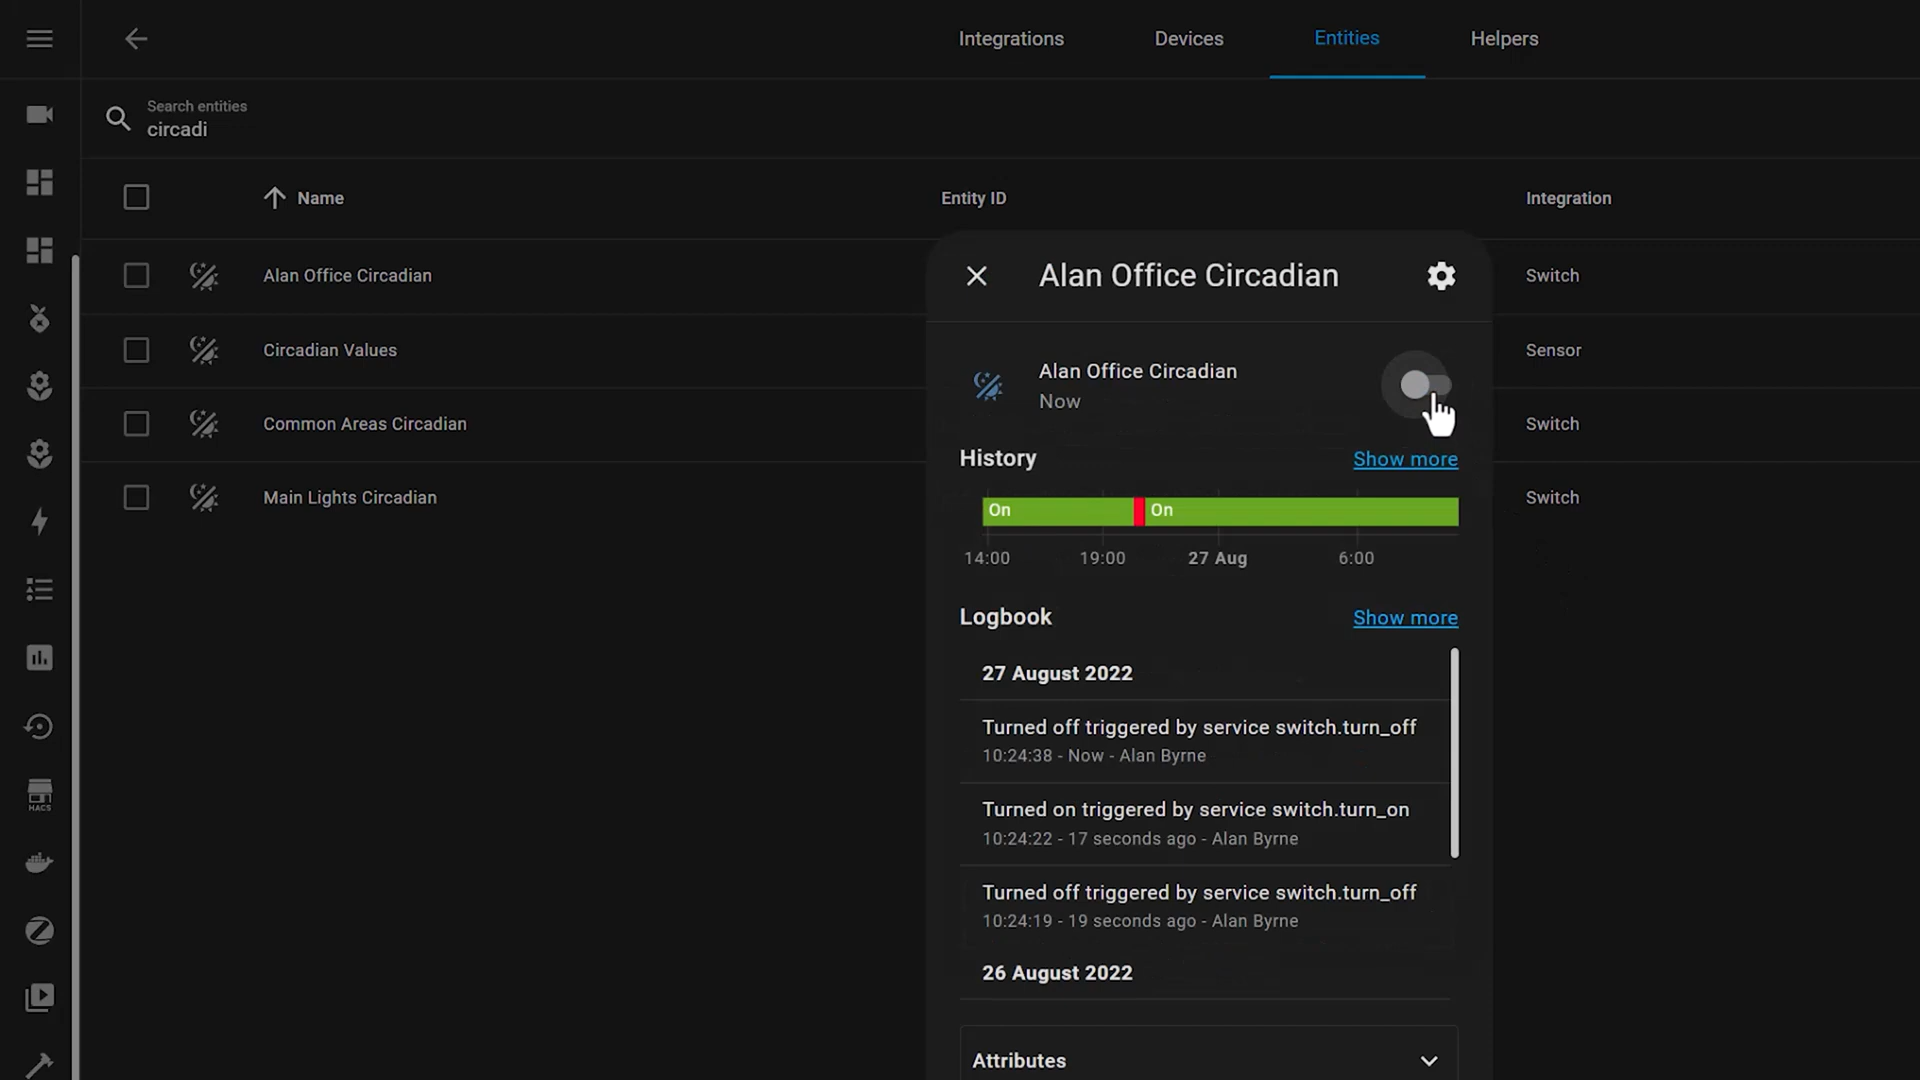 Integrations
Devices
Entities
Helpers
Search entities
circadi
Name
Entity ID
Integration
Alan Office Circadian
Switch
Circadian Values
Sensor
Common Areas Circadian
Switch
Main Lights Circadian
Switch
HACS
Alan Office Circadian
Alan Office Circadian
Now
History
Show more
On
On
14:00
19:00
27 Aug
6:00
Logbook
Show more
27 August 2022
Turned off triggered by service switch.turn_off
10:24:38 - Now - Alan Byrne
Turned on triggered by service switch.turn_on
10:24:22 - 17 seconds ago - Alan Byrne
Turned off triggered by service switch.turn_off
10:24:19 - 19 seconds ago - Alan Byrne
26 August 2022
Attributes